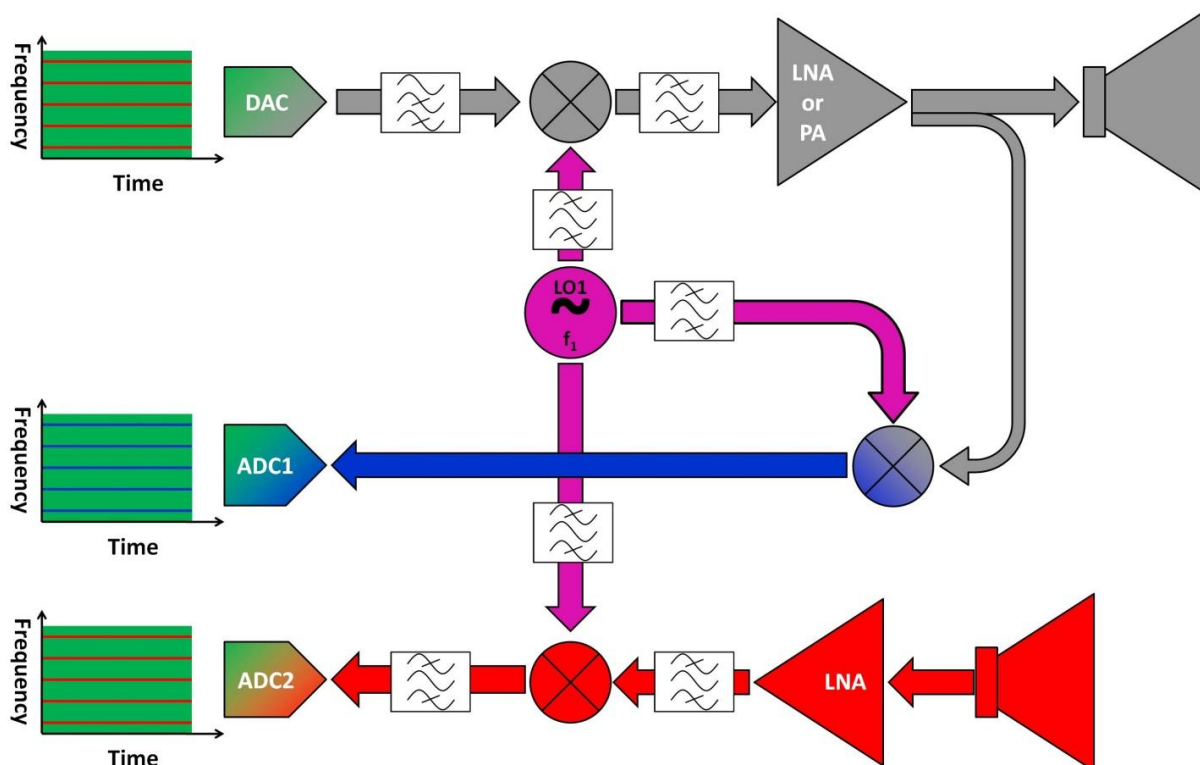 Frequency
Time
DAC
LNA
or
PA
LO1
f₁
Frequency
Time
ADC1
Frequency
Time
ADC2
LNA